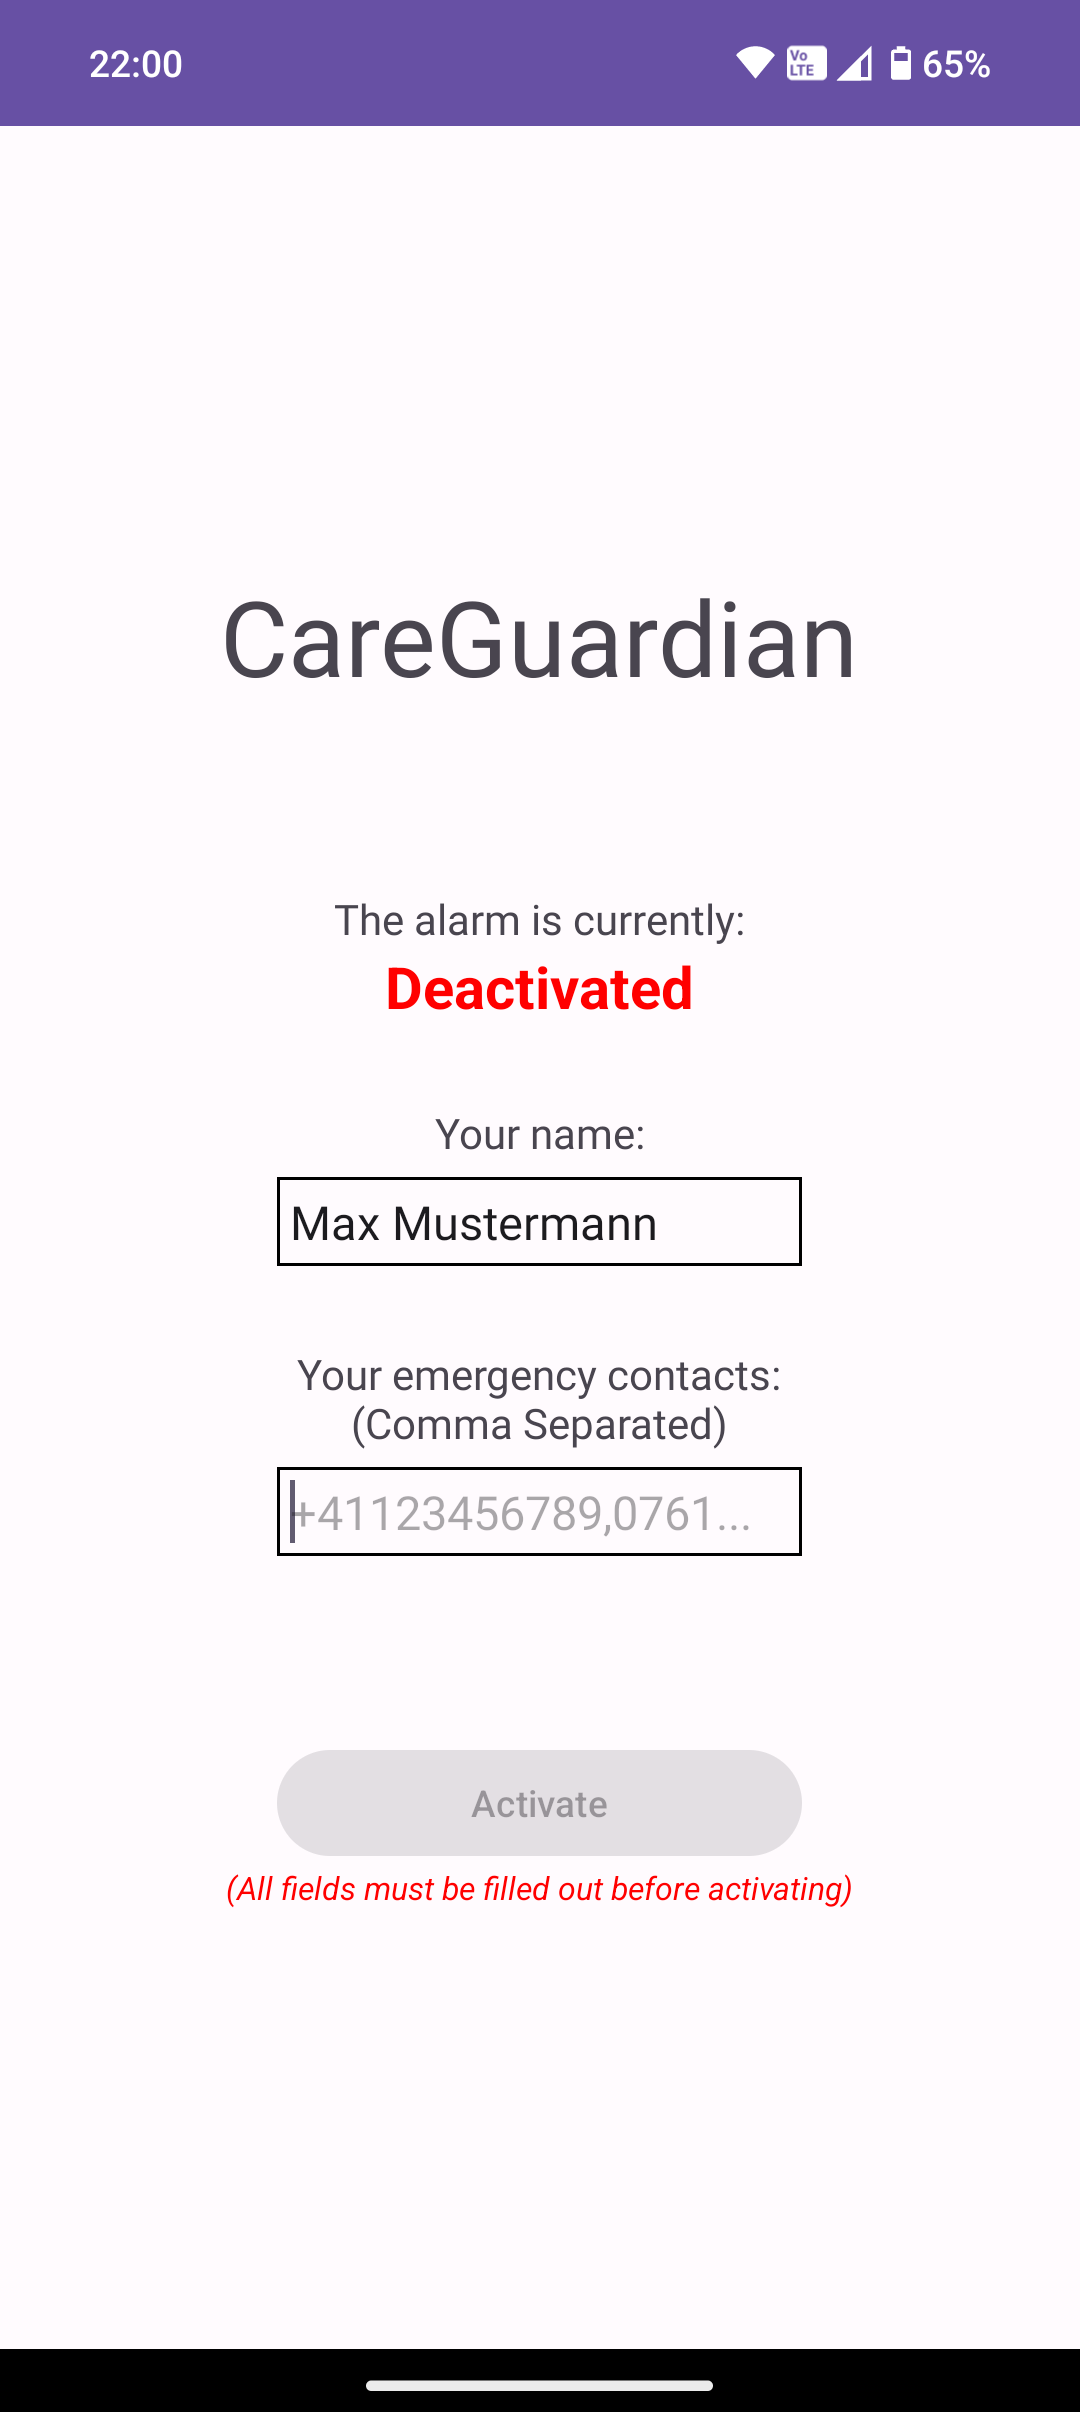 22:00 Vo LTE 65%
CareGuardian
The alarm is currently:
Deactivated
Your name:
Max Mustermann
Your emergency contacts:
(Comma Separated)
+41123456789,0761...
Activate
(All fields must be filled out before activating)